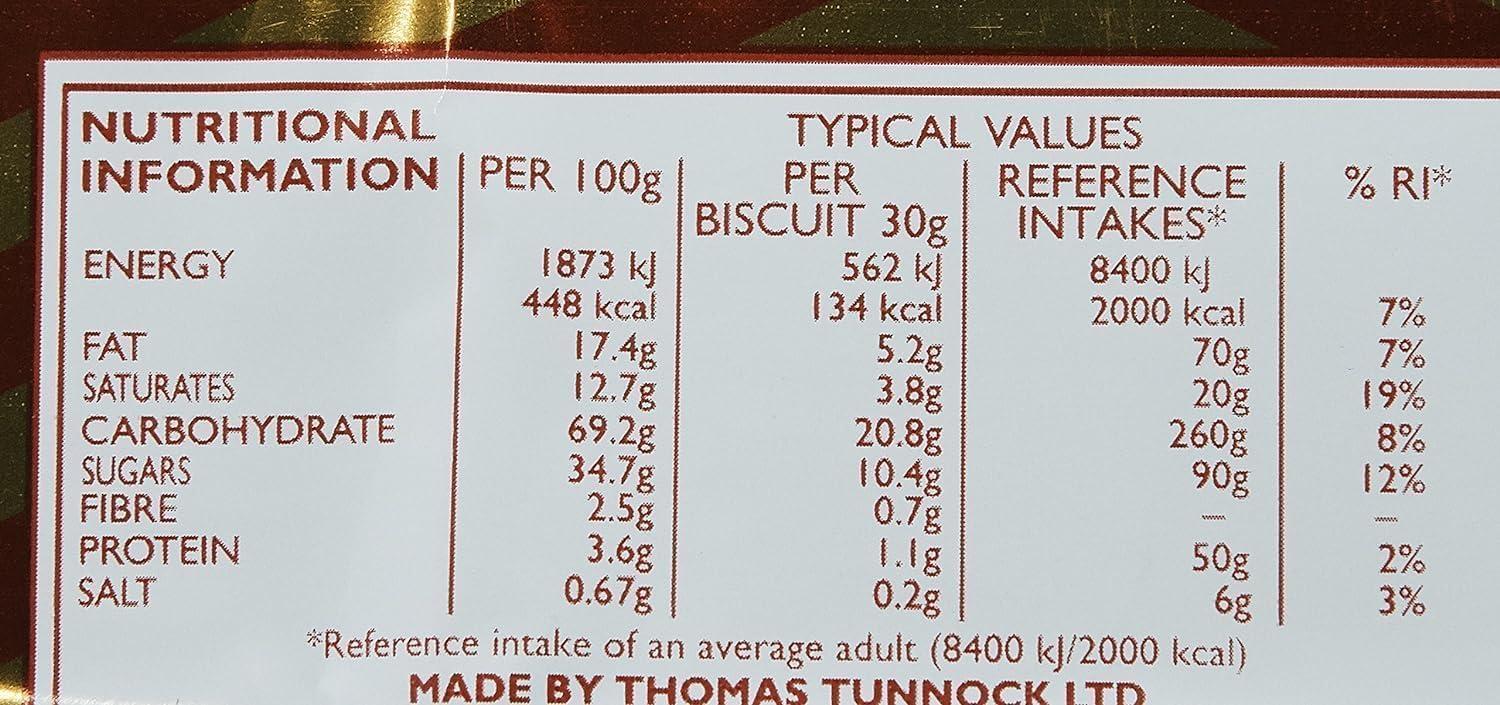 NUTRITIONAL INFORMATION TYPICAL VALUES
PER 100g PER BISCUIT 30g REFERENCE INTAKES* % RI*
ENERGY 1873 kJ 562 kJ 8400 kJ
448 kcal 134 kcal 2000 kcal 7%
FAT 17.4g 5.2g 70g 7%
SATURATES 12.7g 3.8g 20g 19%
CARBOHYDRATE 69.2g 20.8g 260g 8%
SUGARS 34.7g 10.4g 90g 12%
FIBRE 2.5g 0.7g – –
PROTEIN 3.6g 1.1g 50g 2%
SALT 0.67g 0.2g 6g 3%
*Reference intake of an average adult (8400 kJ/2000 kcal)
MADE BY THOMAS TUNNOCK LTD